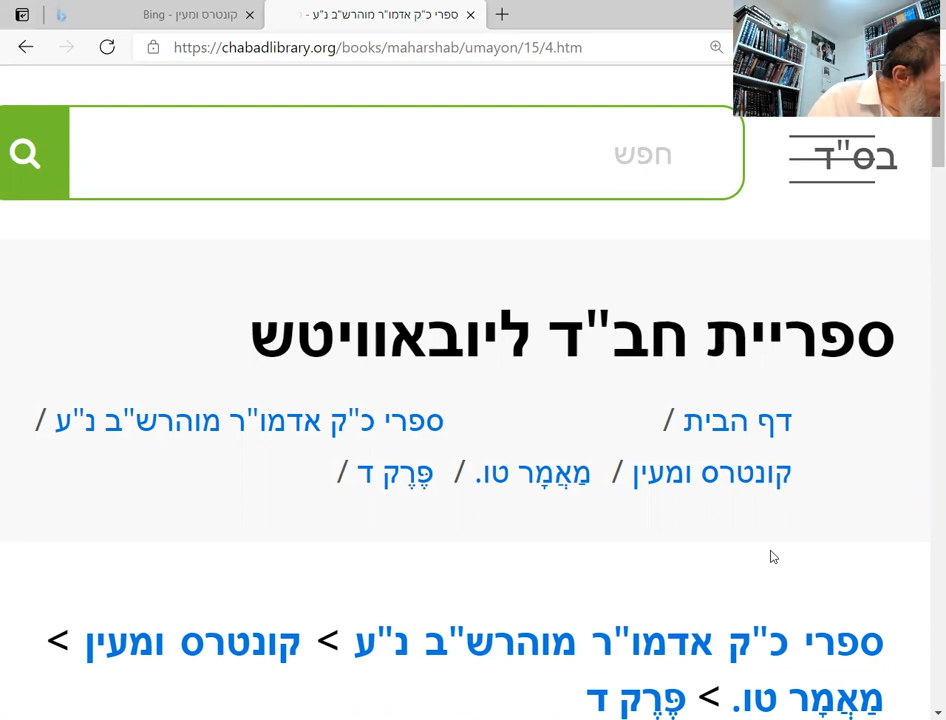 קונטרס ומעין - Bing
ספרי כ"ק אדמו"ר מוהרש"ב נ"ע -
https://chabadlibrary.org/books/maharshab/umayon/15/4.htm
בס"ד
חפש
ספריית חב"ד ליובאוויטש
דף הבית / ספרי כ"ק אדמו"ר מוהרש"ב נ"ע /
קונטרס ומעין / מַאֲמָר טו. / פֶּרֶק ד /
ספרי כ"ק אדמו"ר מוהרש"ב נ"ע > קונטרס ומעין >
מַאֲמָר טו. > פֶּרֶק ד